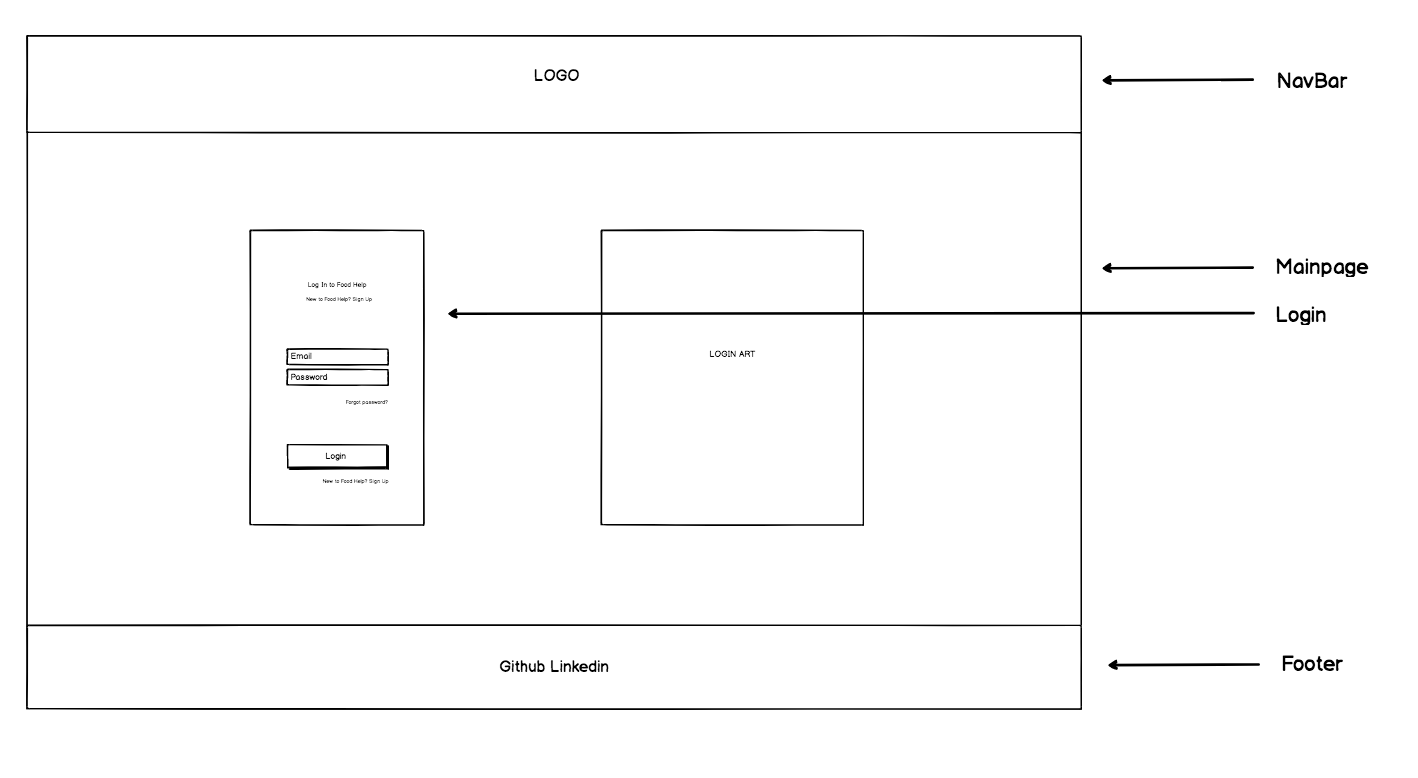 LOGO
NavBar
Mainpage
Log In to Food Help
New to Food Help? Sign Up
Login
Email
LOGIN ART
Password
Forgot password?
Login
New to Food Help? Sign Up
Github Linkedin
Footer